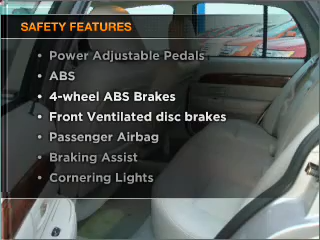 SAFETY FEATURES
• Power Adjustable Pedals
• ABS
• 4-wheel ABS Brakes
• Front Ventilated disc brakes
• Passenger Airbag
• Braking Assist
• Cornering Lights